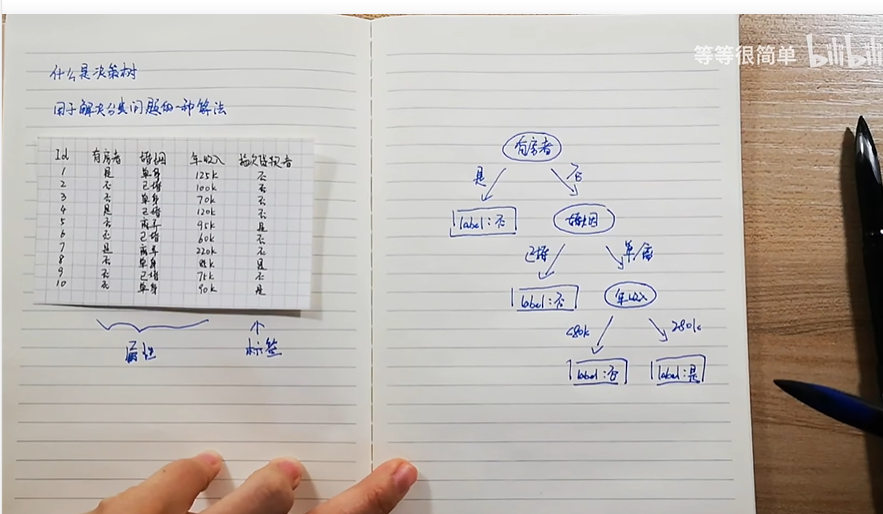 等等很简单 bilibili
什么是决策树
用于解决分类问题的一种算法
Id 有房者 婚姻 年收入 拖欠贷款者
1 是 单身 125k 否
2 否 已婚 100k 否
3 否 单身 70k 否
4 是 已婚 120k 否
5 否 离异 95k 是
6 否 已婚 60k 否
7 是 离异 220k 否
8 否 单身 85k 是
9 否 已婚 75k 否
10 否 单身 90k 是
属性 标签
有房者
是 否
label:否 婚姻
已婚 单/离
label:否 年收入
<80k ≥80k
label:否 label:是